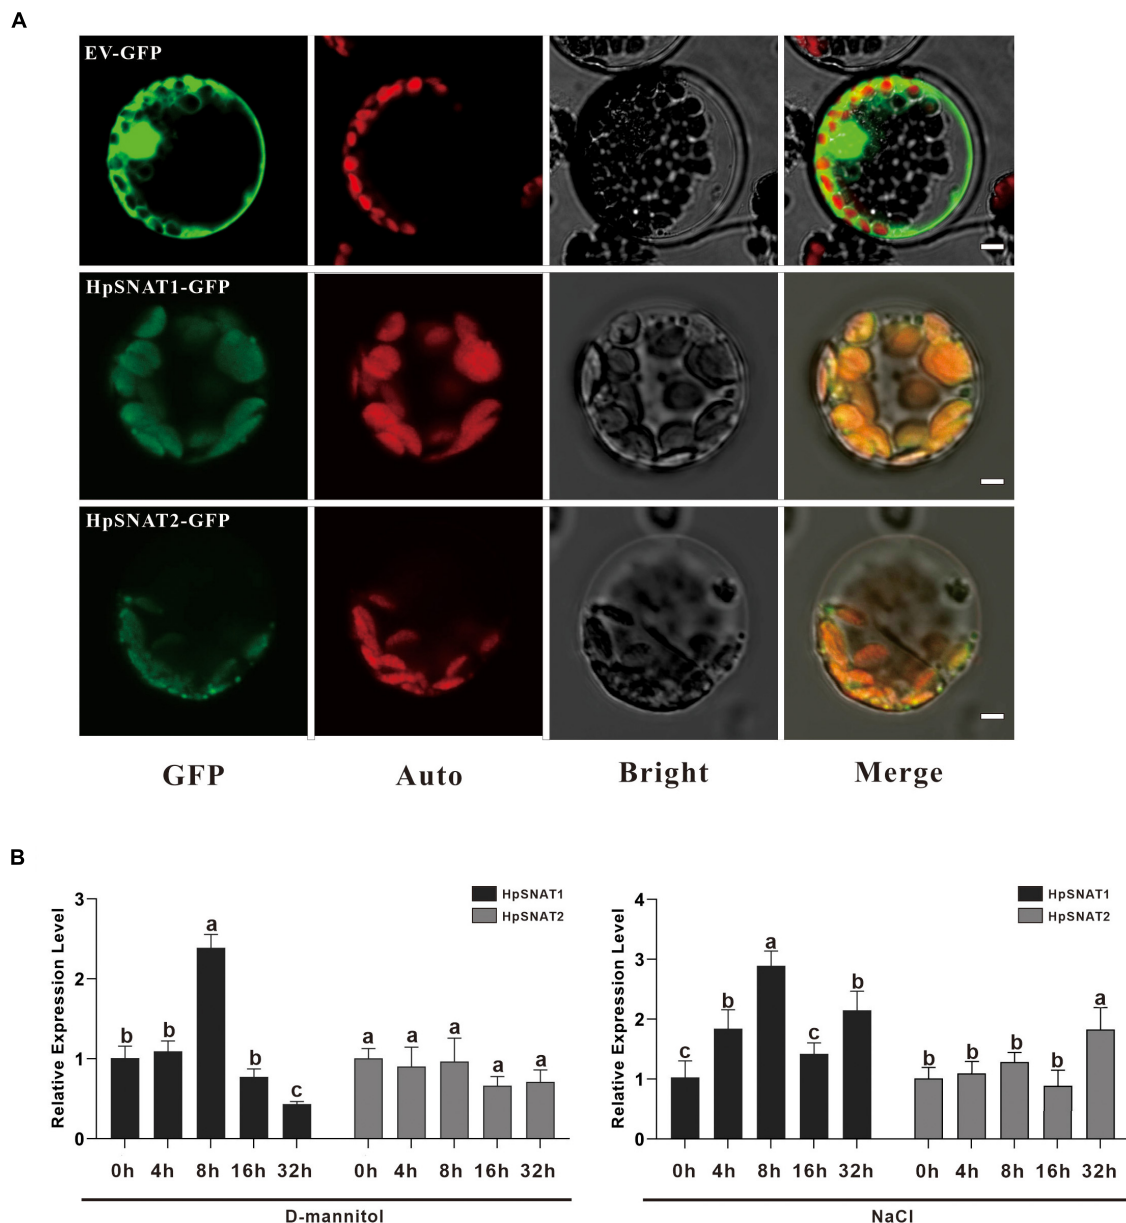 A
EV-GFP
HpSNAT1-GFP
HpSNAT2-GFP
GFP Auto Bright Merge
B
Relative Expression Level
3
2
1
0
HpSNAT1
HpSNAT2
b b a b c a a a a a
0h 4h 8h 16h 32h 0h 4h 8h 16h 32h
D-mannitol
Relative Expression Level
4
3
2
1
0
HpSNAT1
HpSNAT2
c b a c b b b b b a
0h 4h 8h 16h 32h 0h 4h 8h 16h 32h
NaCl